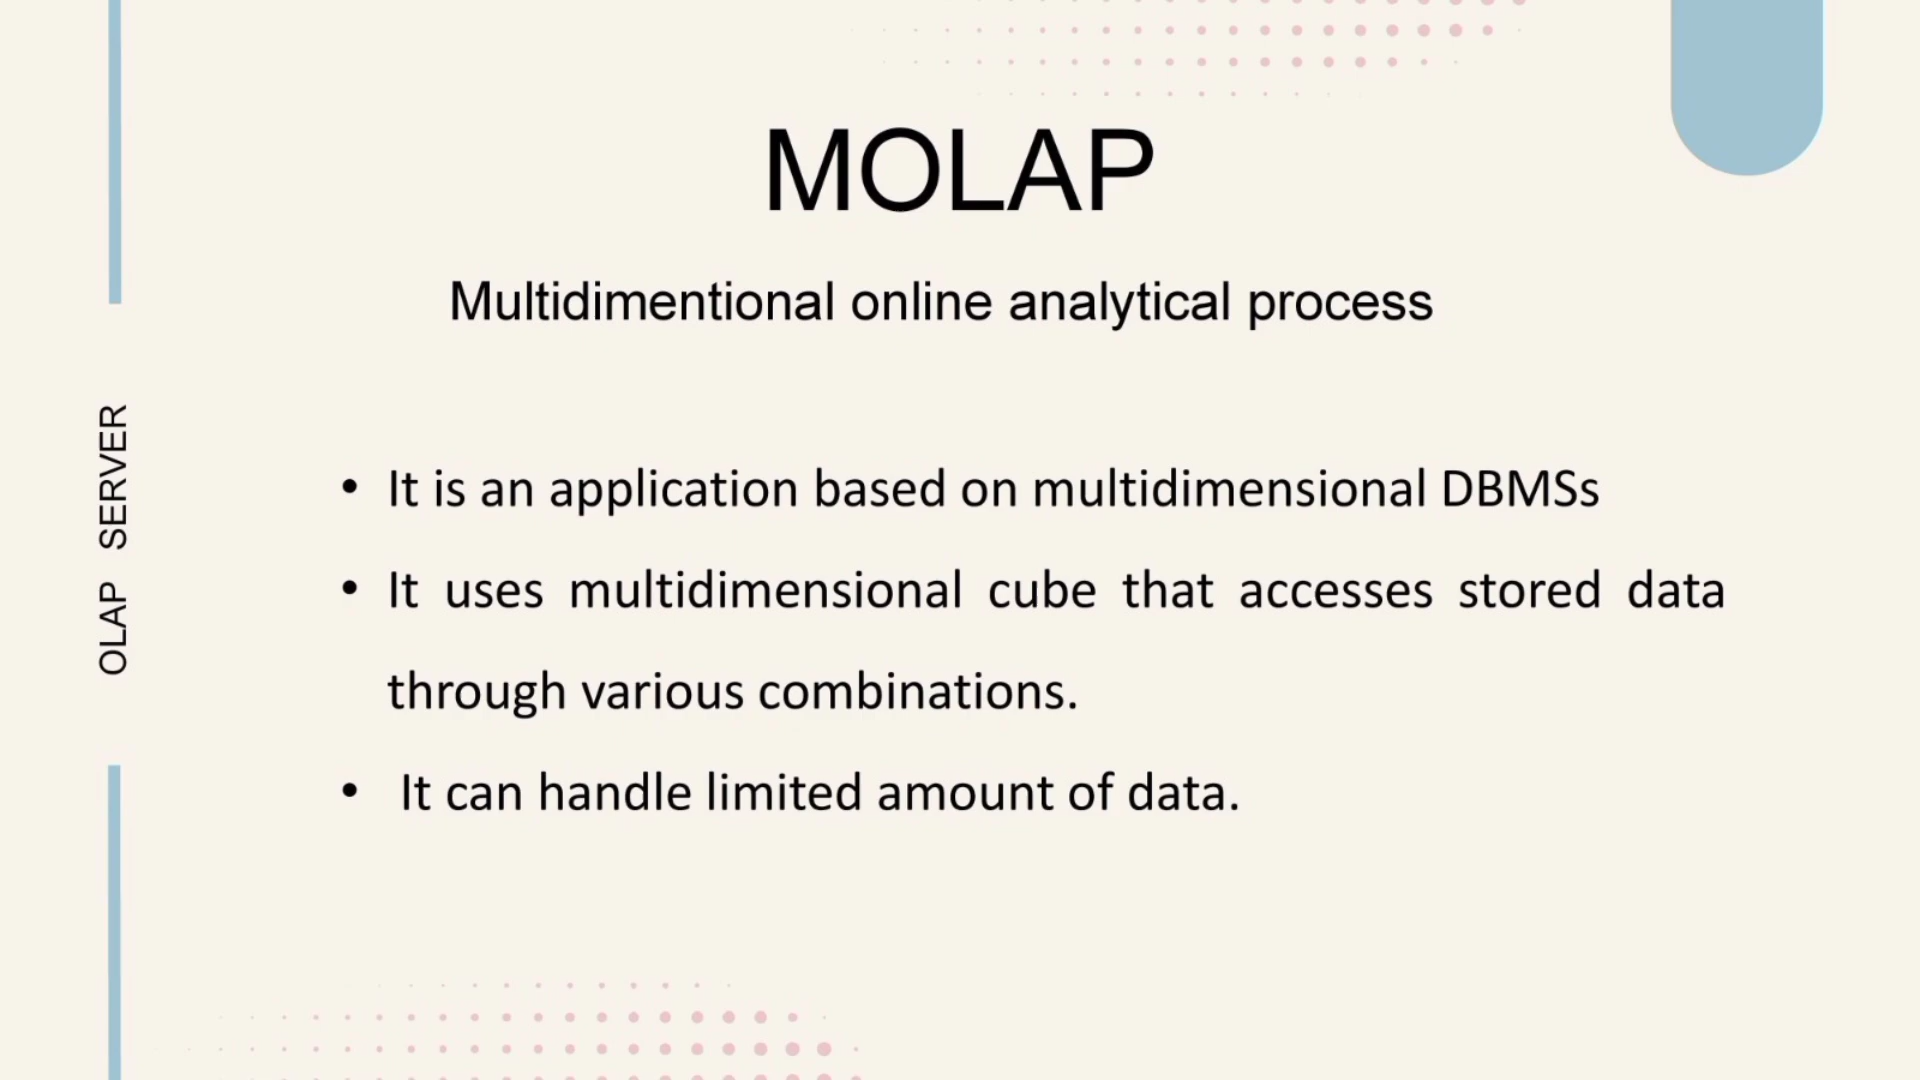 MOLAP
Multidimentional online analytical process
OLAP SERVER
• It is an application based on multidimensional DBMSs
• It uses multidimensional cube that accesses stored data
through various combinations.
• It can handle limited amount of data.